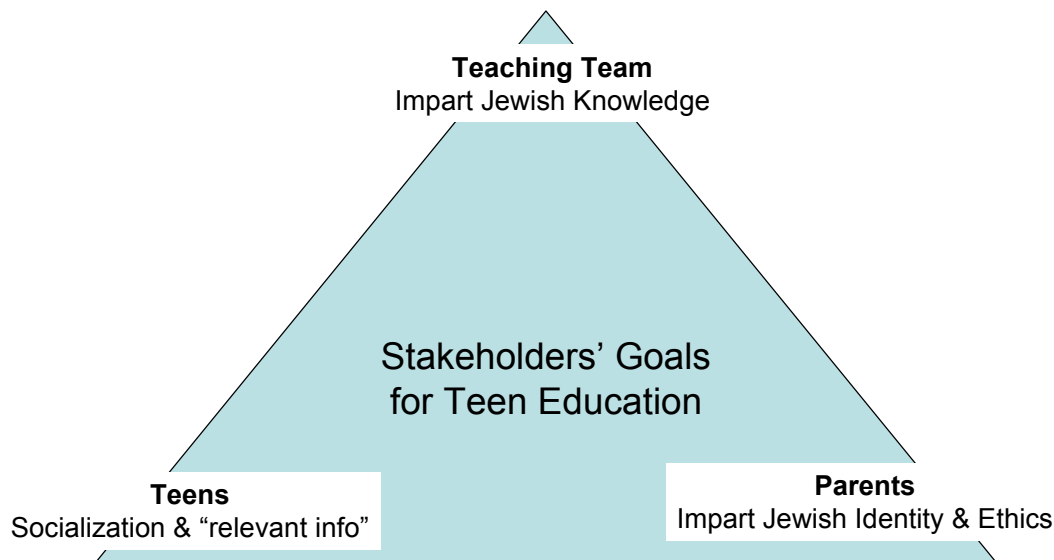 Teaching Team
Impart Jewish Knowledge
Stakeholders’ Goals
for Teen Education
Teens
Socialization & “relevant info”
Parents
Impart Jewish Identity & Ethics